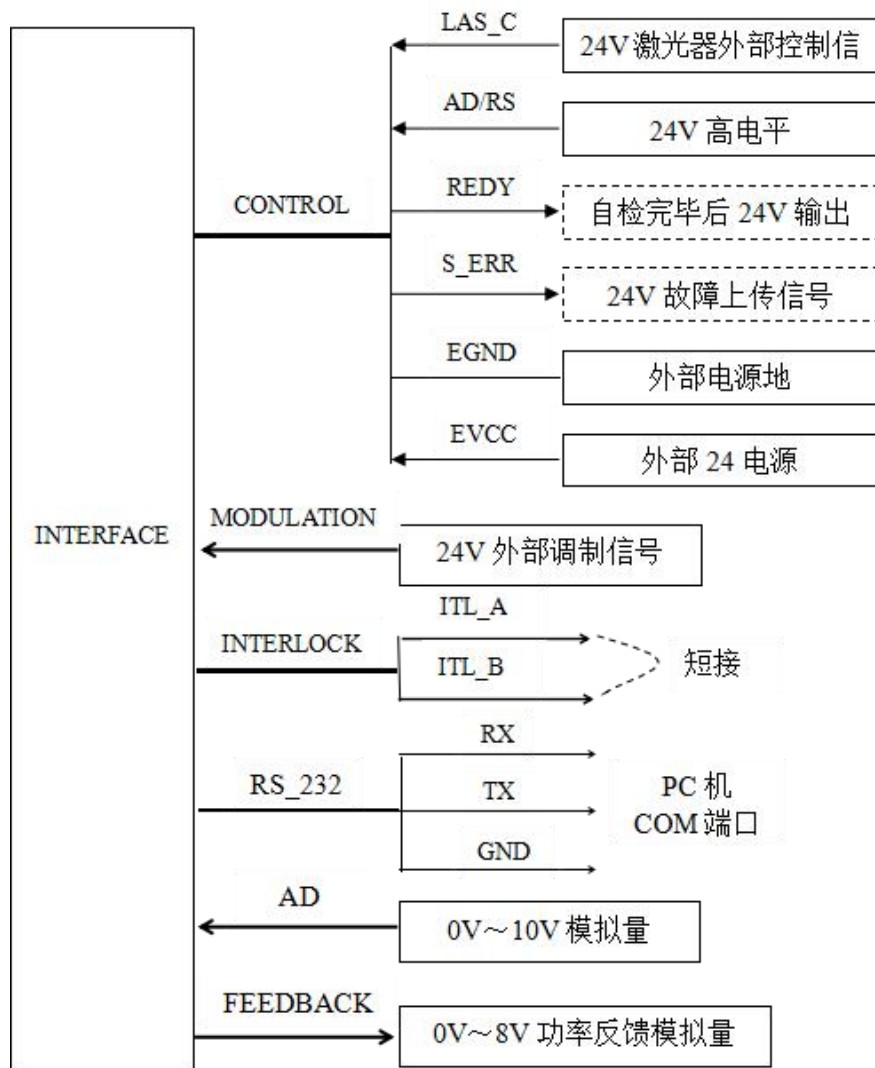 LAS_C
24V 激光器外部控制信
AD/RS
24V 高电平
REDY
自检完毕后 24V 输出
CONTROL
S_ERR
24V 故障上传信号
EGND
外部电源地
EVCC
外部 24 电源
INTERFACE
MODULATION
24V 外部调制信号
ITL_A
INTERLOCK
ITL_B
短接
RX
RS_232
TX
PC 机
COM 端口
GND
AD
0V～10V 模拟量
FEEDBACK
0V～8V 功率反馈模拟量